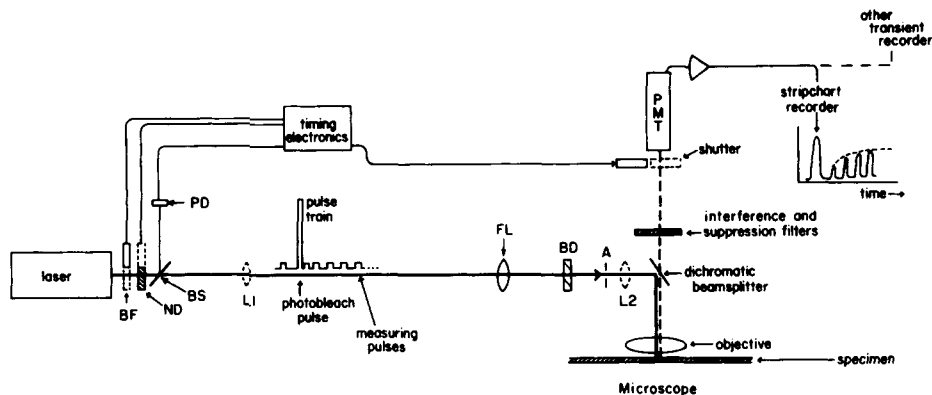 other
transient
recorder
PMT
stripchart
recorder
timing
electronics
shutter
time→
PD
pulse
train
FL
BD
A
interference and
suppression filters
laser
dichromatic
beamsplitter
BF
ND
BS
L1
photobleach
pulse
measuring
pulses
L2
objective
specimen
Microscope